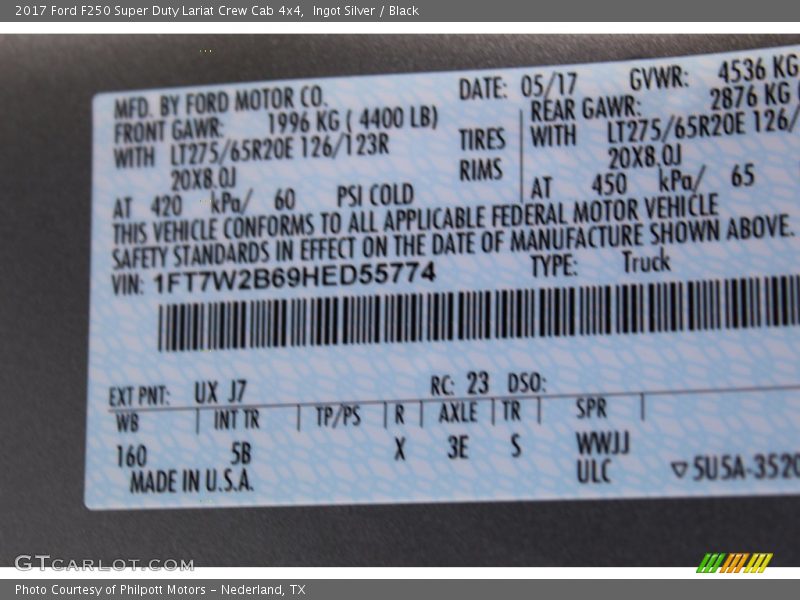 2017 Ford F250 Super Duty Lariat Crew Cab 4x4, Ingot Silver / Black
MFD. BY FORD MOTOR CO. DATE: 05/17 GVWR: 4536 KG
FRONT GAWR: 1996 KG ( 4400 LB) REAR GAWR: 2876 KG (
WITH LT275/65R20E 126/123R TIRES WITH LT275/65R20E 126/
20X8.0J RIMS 20X8.0J
AT 420 kPa/ 60 PSI COLD AT 450 kPa/ 65
THIS VEHICLE CONFORMS TO ALL APPLICABLE FEDERAL MOTOR VEHICLE
SAFETY STANDARDS IN EFFECT ON THE DATE OF MANUFACTURE SHOWN ABOVE.
VIN: 1FT7W2B69HED55774 TYPE: Truck
EXT PNT: UX J7 RC: 23 DSO:
WB INT TR TP/PS R AXLE TR SPR
160 5B X 3E S WWJJ
MADE IN U.S.A. ULC 5U5A-3520
GTCARLOT.COM
Photo Courtesy of Philpott Motors - Nederland, TX